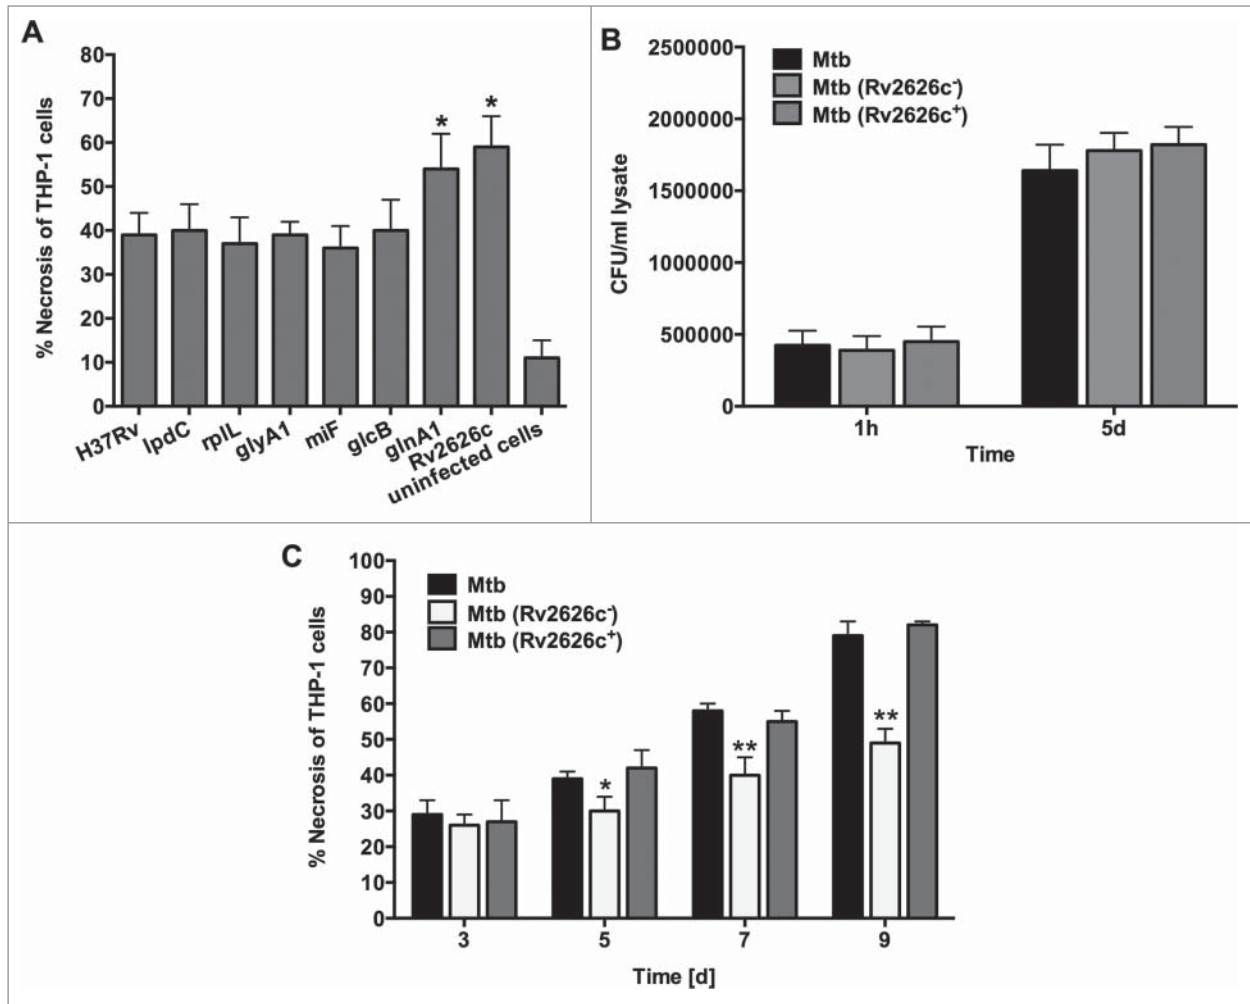 A
% Necrosis of THP-1 cells
80
70
60
50
40
30
20
10
0
* *
H37Rv lpdC rplL glyA1 miF glcB glnA1 Rv2626c uninfected cells
B
CFU/ml lysate
2500000
2000000
1500000
1000000
500000
0
Mtb
Mtb (Rv2626c⁻)
Mtb (Rv2626c⁺)
1h 5d
Time
C
% Necrosis of THP-1 cells
100
90
80
70
60
50
40
30
20
10
0
Mtb
Mtb (Rv2626c⁻)
Mtb (Rv2626c⁺)
* ** **
3 5 7 9
Time [d]